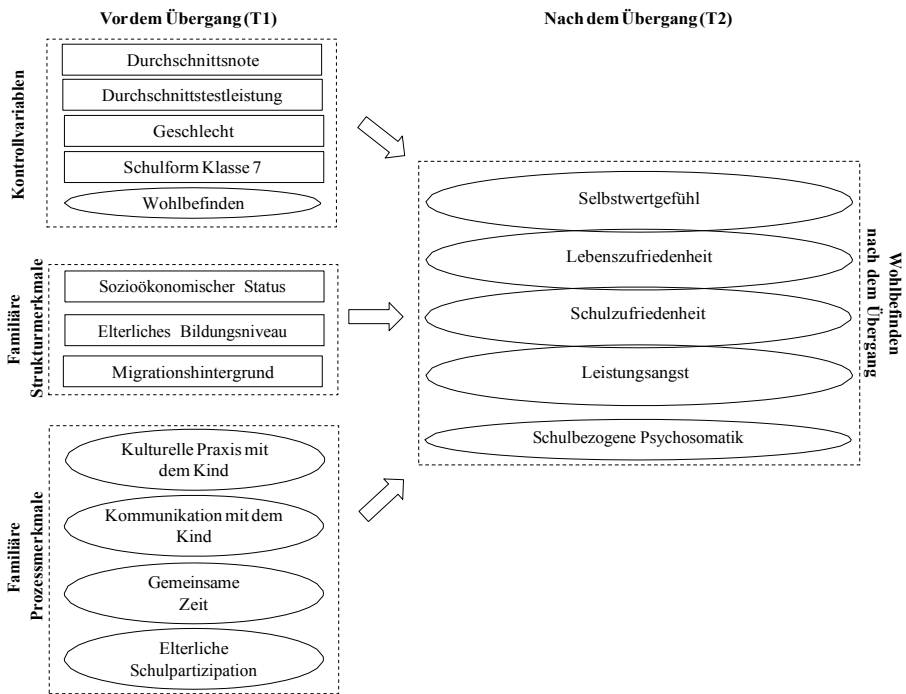 Vor dem Übergang (T1)
Nach dem Übergang (T2)
Kontrollvariablen
Durchschnittsnote
Durchschnittstestleistung
Geschlecht
Schulform Klasse 7
Wohlbefinden
Familiäre
Strukturmerkmale
Sozioökonomischer Status
Elterliches Bildungsniveau
Migrationshintergrund
Familiäre
Prozessmerkmale
Kulturelle Praxis mit
dem Kind
Kommunikation mit dem
Kind
Gemeinsame
Zeit
Elterliche
Schulpartizipation
Selbstwertgefühl
Lebenszufriedenheit
Schulzufriedenheit
Leistungsangst
Schulbezogene Psychosomatik
Wohlbefinden
nach dem Übergang